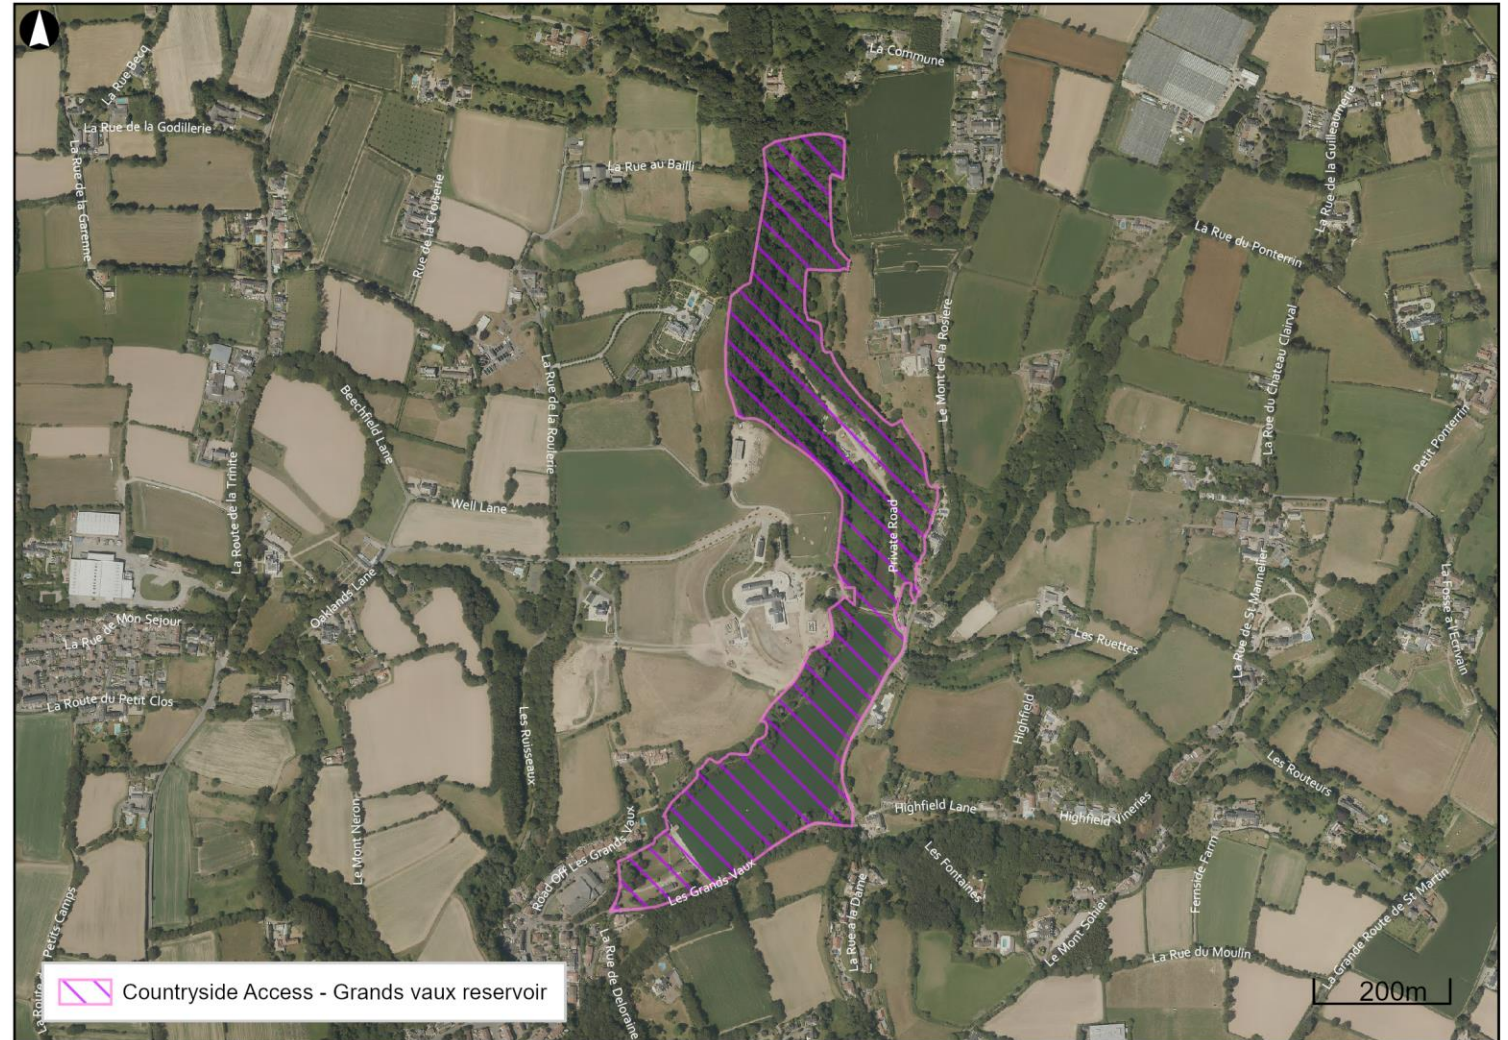 La Commune
La Rue Becq
La Rue de la Godillerie
La Rue de la Guilleaumerie
La Rue au Bailli
La Rue de la Garenne
Rue de la Croiserie
La Rue du Ponterrin
Le Mont de la Rosiere
La Rue du Chateau Clairval
La Rue de la Roulerie
Beechfield Lane
Petit Ponterrin
La Route de la Trinite
Well Lane
Private Road
Oaklands Lane
La Rue de St Mannelier
La Fosse a l'Ecrivain
La Rue de Mon Sejour
Les Ruettes
La Route du Petit Clos
Les Ruisseaux
Highfield
Les Routeurs
Le Mont Neron
Highfield Lane
Highfield Vineries
Road Off Les Grands Vaux
Les Grands Vaux
Les Fontaines
Fernside Farm
La Rue a la Dame
Le Mont Sohier
La Rue du Moulin
La Grande Route de St Martin
La Rue de Deloraine
Petits Camps
La Route
Countryside Access - Grands vaux reservoir
200m